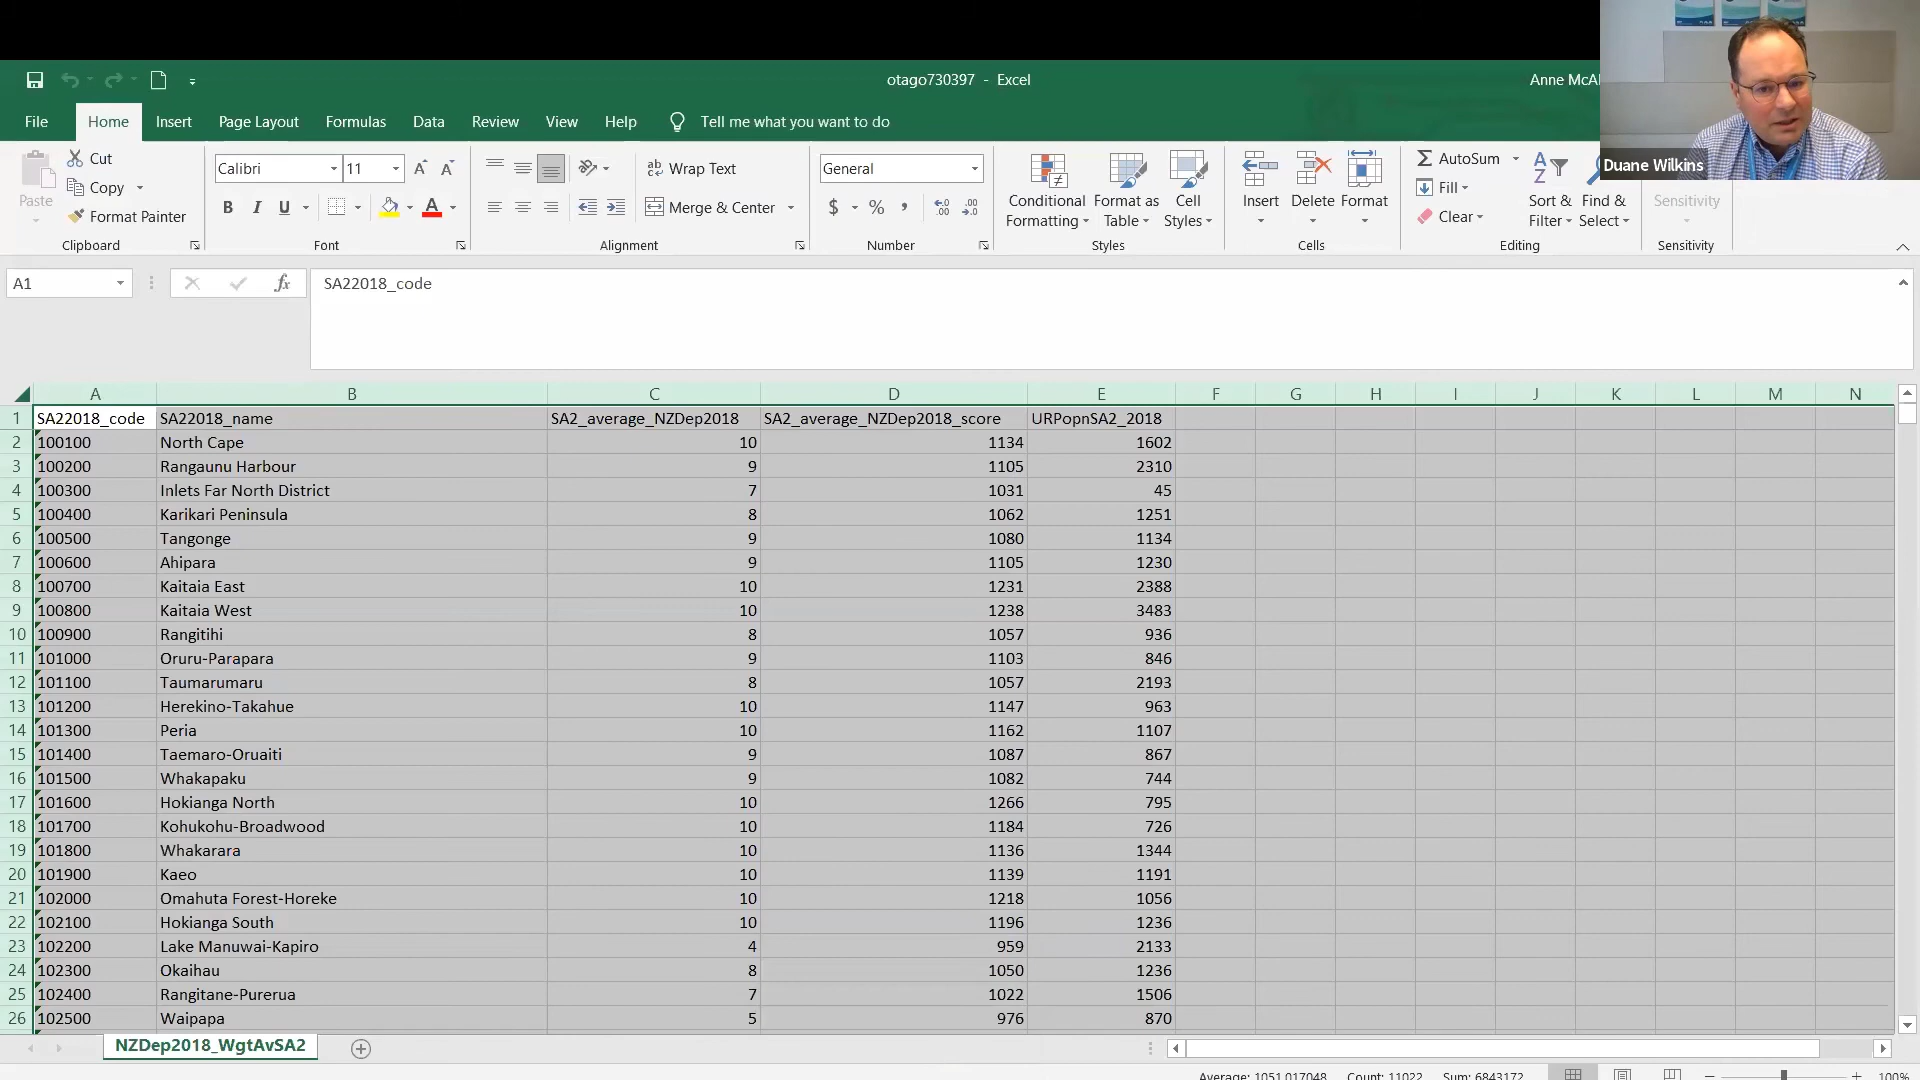 otago730397 - Excel
Anne McAl
File Home Insert Page Layout Formulas Data Review View Help Tell me what you want to do
Duane Wilkins
Paste
Cut
Copy
Format Painter
Clipboard
Calibri 11
B I U
Font
Wrap Text
Merge & Center
Alignment
General
$ % ,
Number
Conditional Formatting
Format as Table
Cell Styles
Styles
Insert Delete Format
Cells
AutoSum
Fill
Clear
Sort & Filter
Find & Select
Editing
Sensitivity
Sensitivity
A1 fx SA22018_code
A B C D E F G H I J K L M N
1 SA22018_code SA22018_name SA2_average_NZDep2018 SA2_average_NZDep2018_score URPopnSA2_2018
2 100100 North Cape 10 1134 1602
3 100200 Rangaunu Harbour 9 1105 2310
4 100300 Inlets Far North District 7 1031 45
5 100400 Karikari Peninsula 8 1062 1251
6 100500 Tangonge 9 1080 1134
7 100600 Ahipara 9 1105 1230
8 100700 Kaitaia East 10 1231 2388
9 100800 Kaitaia West 10 1238 3483
10 100900 Rangitihi 8 1057 936
11 101000 Oruru-Parapara 9 1103 846
12 101100 Taumarumaru 8 1057 2193
13 101200 Herekino-Takahue 10 1147 963
14 101300 Peria 10 1162 1107
15 101400 Taemaro-Oruaiti 9 1087 867
16 101500 Whakapaku 9 1082 744
17 101600 Hokianga North 10 1266 795
18 101700 Kohukohu-Broadwood 10 1184 726
19 101800 Whakarara 10 1136 1344
20 101900 Kaeo 10 1139 1191
21 102000 Omahuta Forest-Horeke 10 1218 1056
22 102100 Hokianga South 10 1196 1236
23 102200 Lake Manuwai-Kapiro 4 959 2133
24 102300 Okaihau 8 1050 1236
25 102400 Rangitane-Purerua 7 1022 1506
26 102500 Waipapa 5 976 870
NZDep2018_WgtAvSA2
Average: 1051.017048 Count: 11022 Sum: 6843172 100%